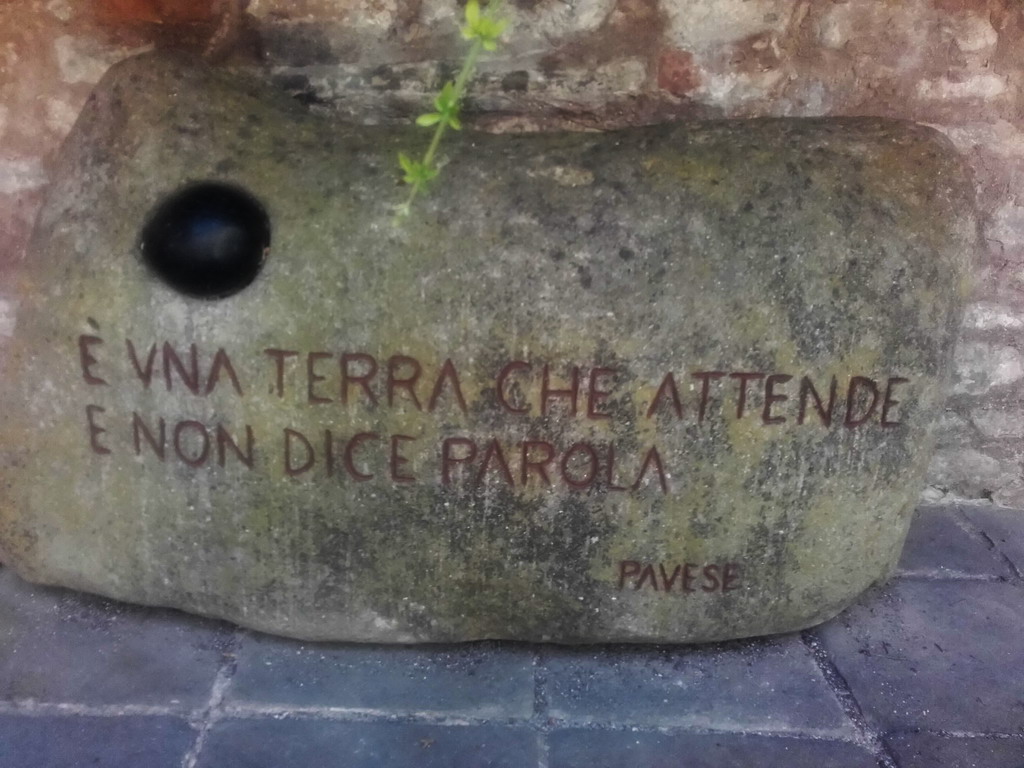 È VNA TERRA CHE ATTENDE
E NON DICE PAROLA
PAVESE